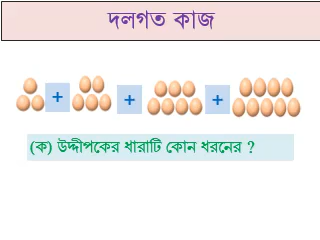 দলগত কাজ
+ + +
(ক) উদ্দীপকের ধারাটি কোন ধরনের ?